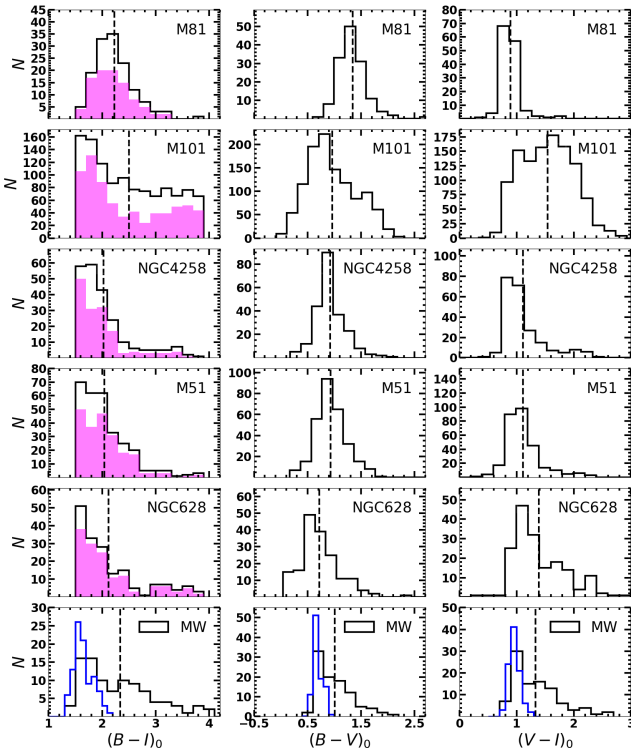 M81 M81 M81
N
45 40 35 30 25 20 15 10 5
50 40 30 20 10
70 60 50 40 30 20 10 0
M101 M101 M101
N
160 140 120 100 80 60 40 20 0
200 150 100 50
175 150 125 100 75 50 25 0
NGC4258 NGC4258 NGC4258
N
60 50 40 30 20 10
80 60 40 20
100 80 60 40 20 0
M51 M51 M51
N
80 70 60 50 40 30 20 10
100 80 60 40 20
140 120 100 80 60 40 20
NGC628 NGC628 NGC628
N
60 50 40 30 20 10 0
60 50 40 30 20 10
50 40 30 20 10 0
MW MW MW
N
30 25 20 15 10 5
50 40 30 20 10
50 40 30 20 10
1 2 3 4 −0.5 0.5 1.5 2.5 0 1 2 3
(B − I)₀ (B − V)₀ (V − I)₀